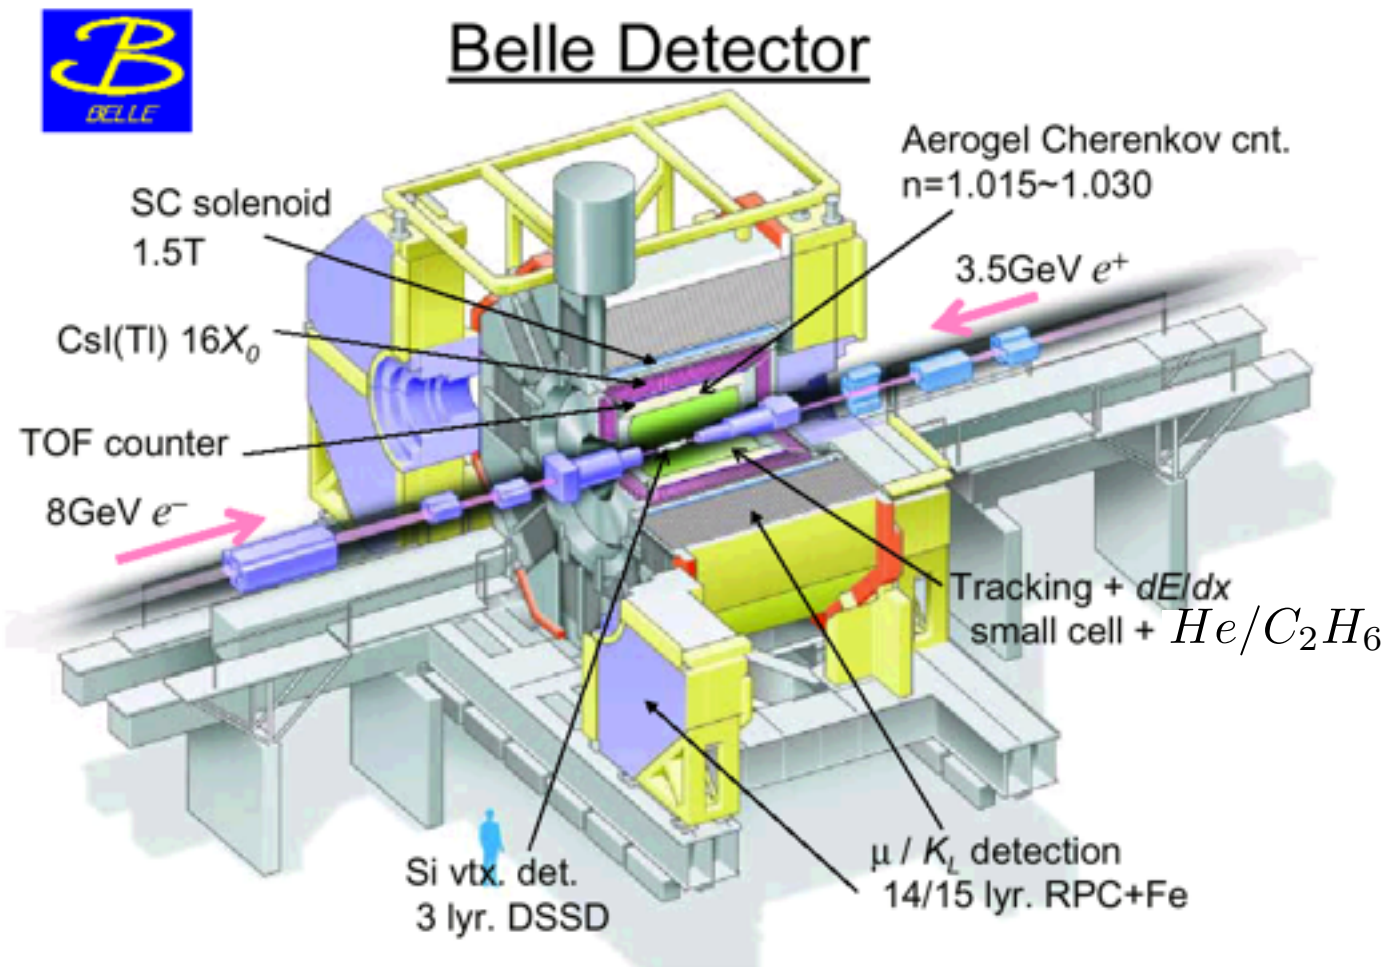 Belle Detector
BELLE
Aerogel Cherenkov cnt.
n=1.015~1.030
SC solenoid
1.5T
3.5GeV e⁺
CsI(Tl) 16X₀
TOF counter
8GeV e⁻
Tracking + dE/dx
small cell + He/C₂H₆
μ / K_L detection
14/15 lyr. RPC+Fe
Si vtx. det.
3 lyr. DSSD